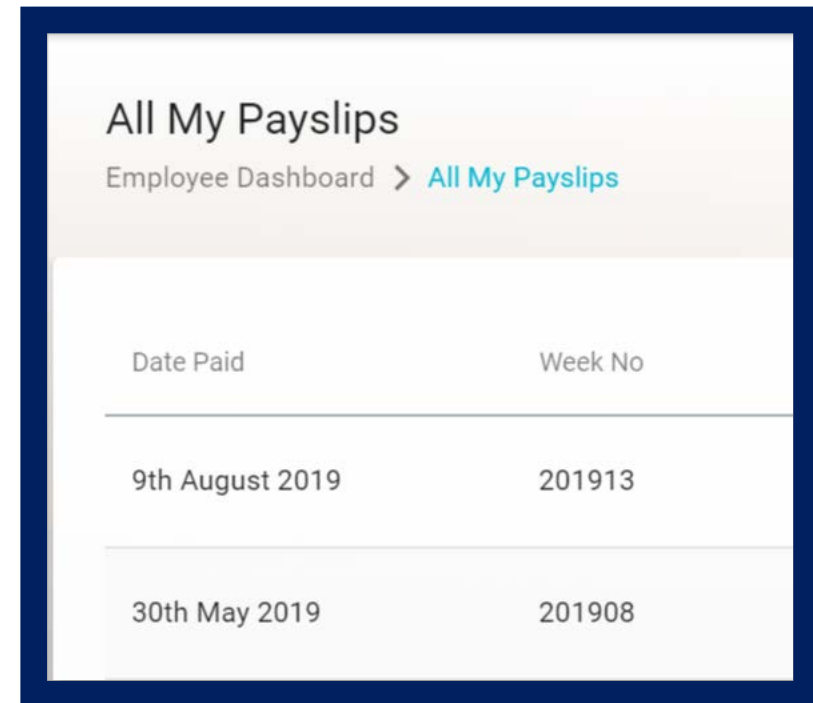 All My Payslips
Employee Dashboard > All My Payslips
Date Paid Week No
9th August 2019 201913
30th May 2019 201908